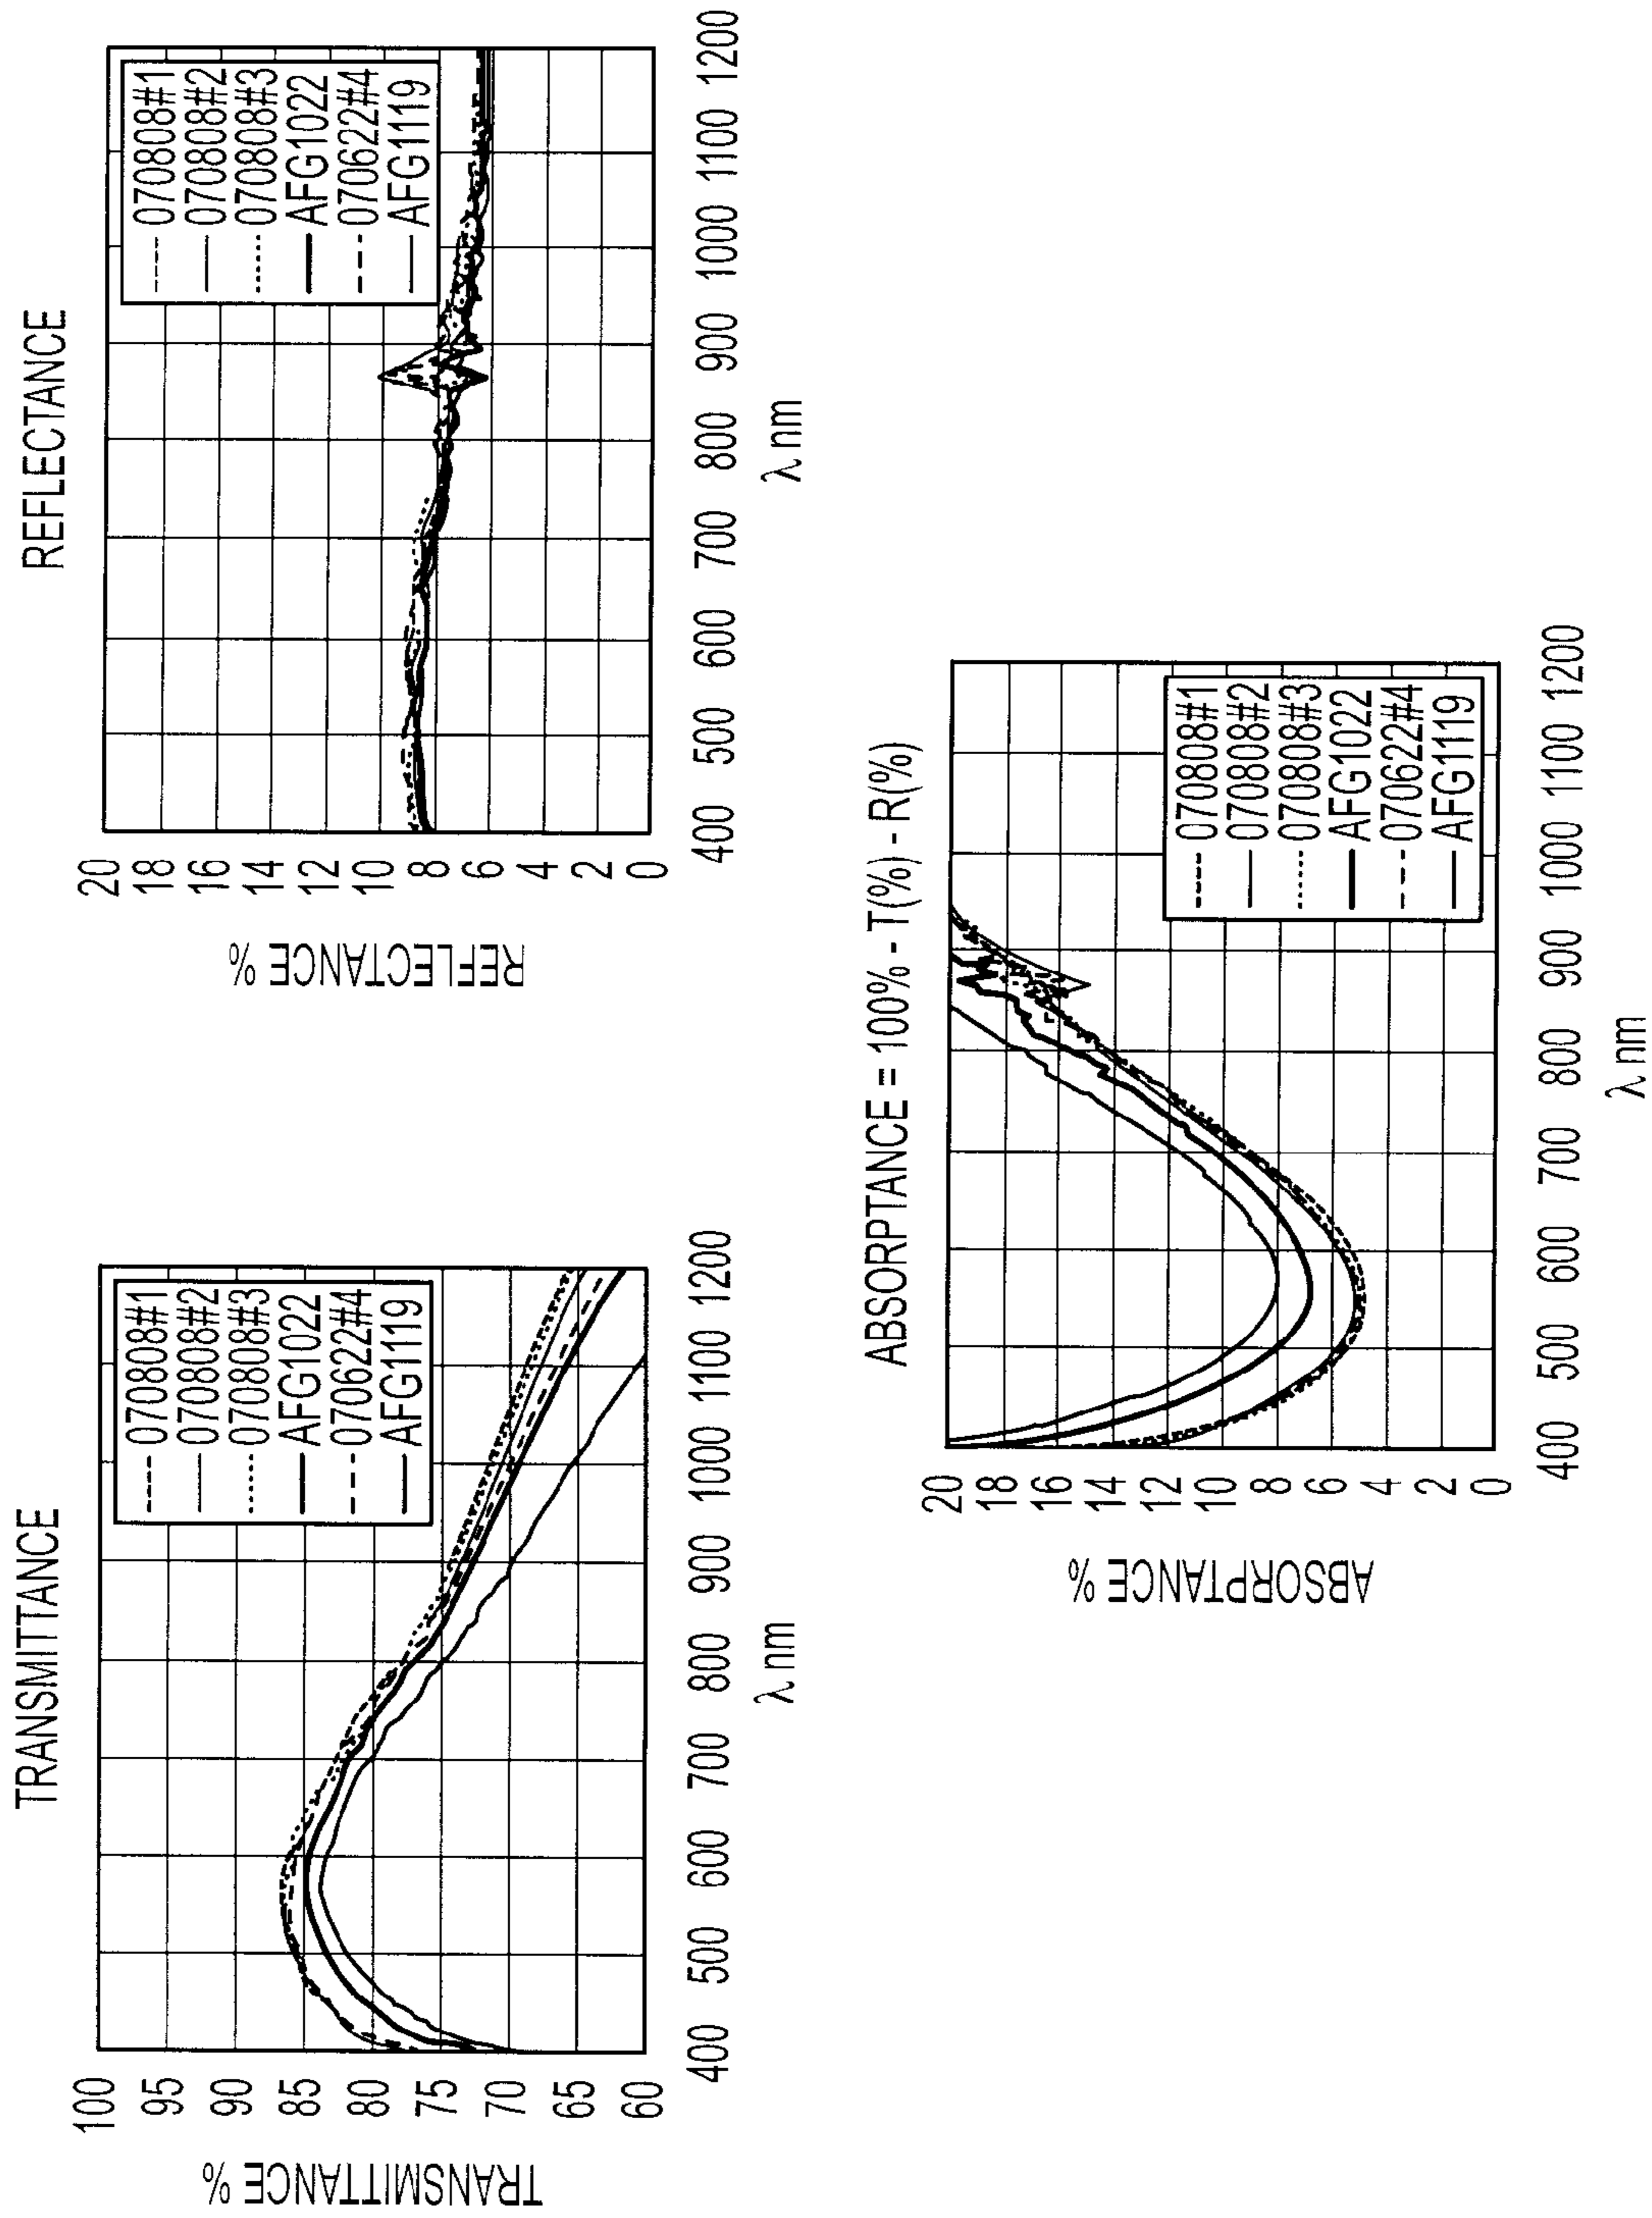 TRANSMITTANCE
TRANSMITTANCE %
100
95
90
85
80
75
70
65
60
400 500 600 700 800 900 1000 1100 1200
λ nm
070808#1
070808#2
070808#3
AFG1022
070622#4
AFG1119
REFLECTANCE
REFLECTANCE %
20
18
16
14
12
10
8
6
4
2
0
400 500 600 700 800 900 1000 1100 1200
λ nm
070808#1
070808#2
070808#3
AFG1022
070622#4
AFG1119
ABSORPTANCE = 100% - T(%) - R(%)
ABSORPTANCE %
20
18
16
14
12
10
8
6
4
2
0
400 500 600 700 800 900 1000 1100 1200
λ nm
070808#1
070808#2
070808#3
AFG1022
070622#4
AFG1119